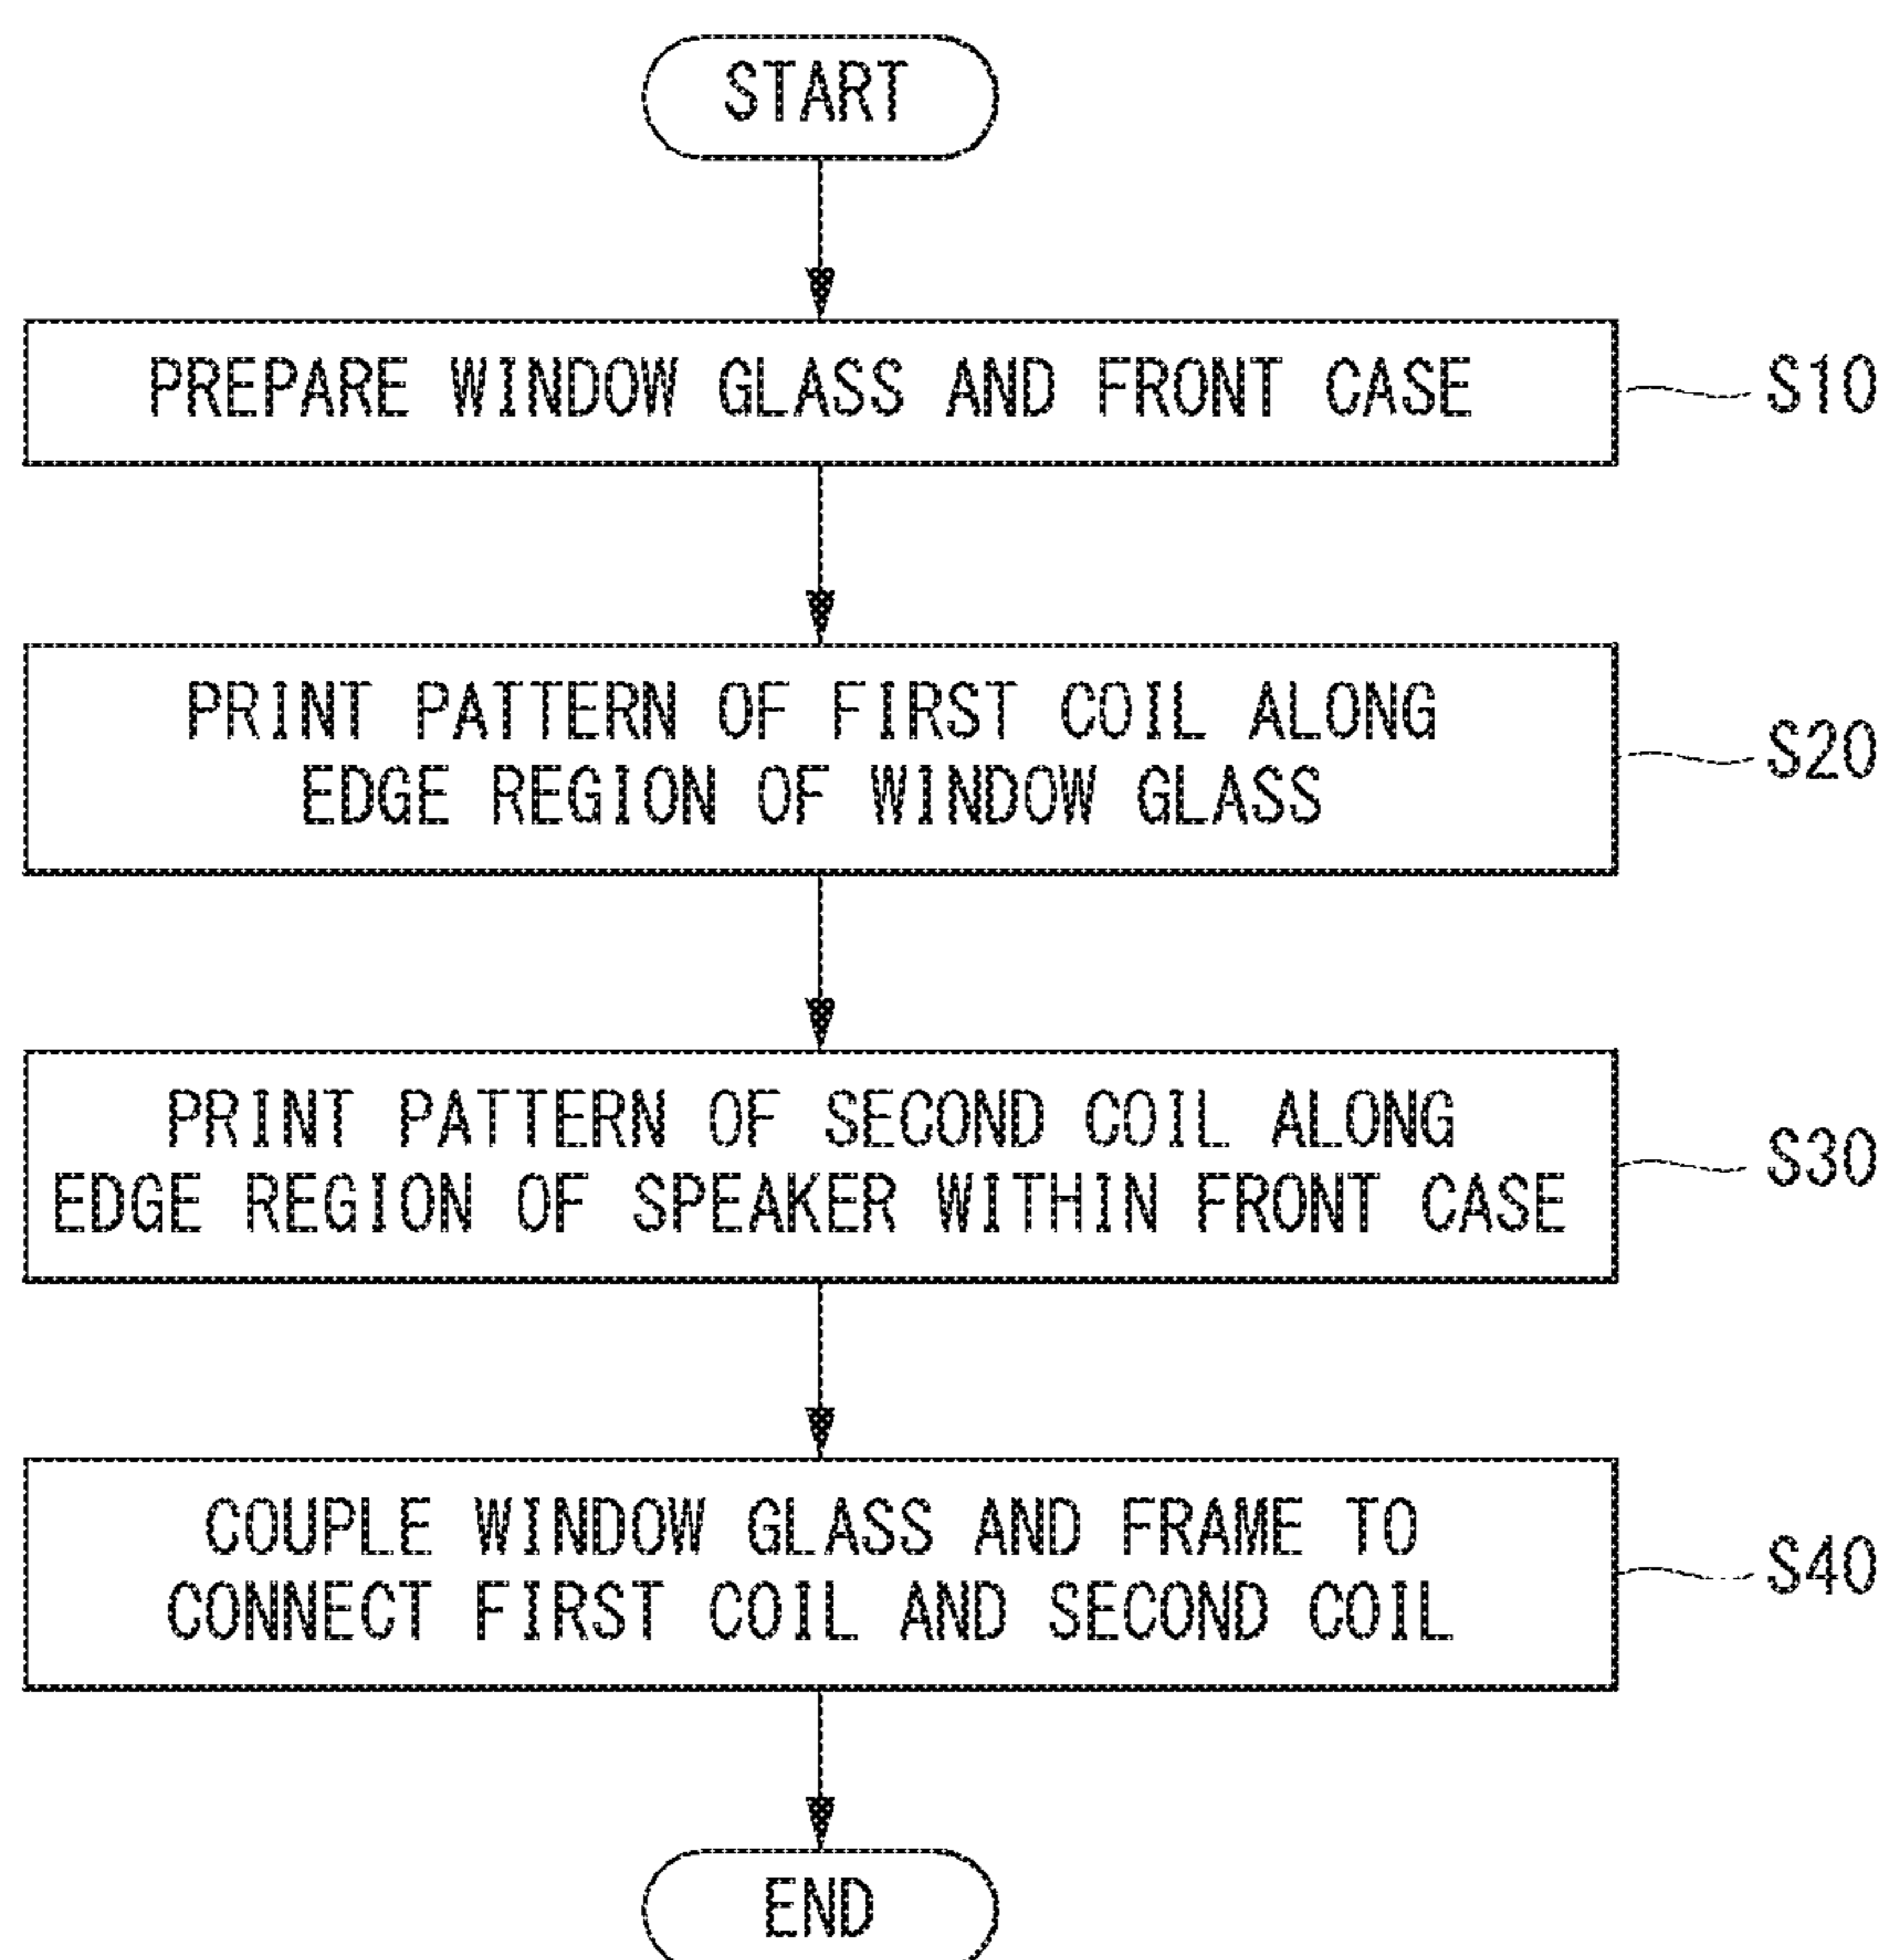 START
PREPARE WINDOW GLASS AND FRONT CASE
S10
PRINT PATTERN OF FIRST COIL ALONG
EDGE REGION OF WINDOW GLASS
S20
PRINT PATTERN OF SECOND COIL ALONG
EDGE REGION OF SPEAKER WITHIN FRONT CASE
S30
COUPLE WINDOW GLASS AND FRAME TO
CONNECT FIRST COIL AND SECOND COIL
S40
END